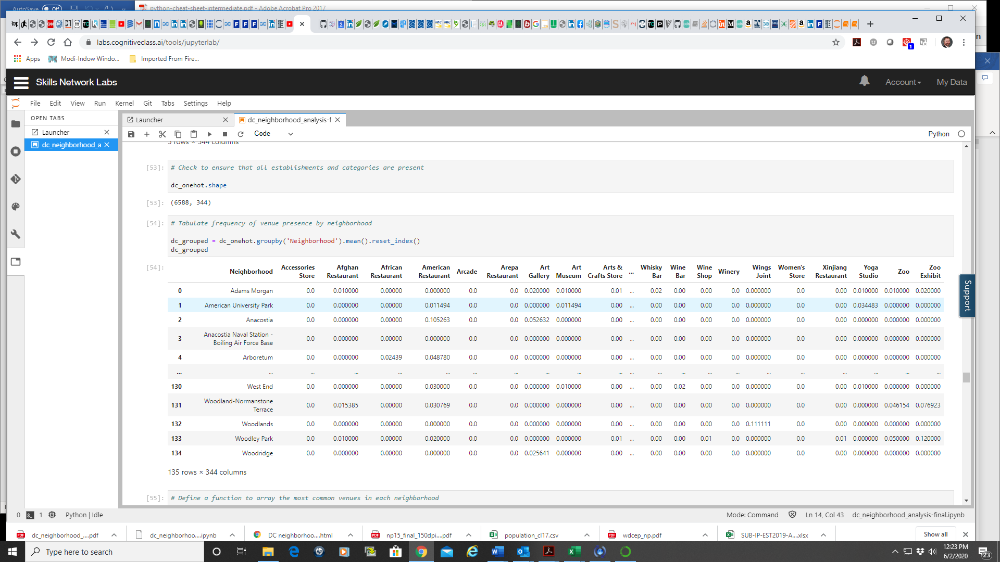 AutoSave Off
python-cheat-sheet-intermediate.pdf - Adobe Acrobat Pro 2017
labs.cognitiveclass.ai/tools/jupyterlab/
1
Apps Modi-Indow Windo... Imported From Fire...
Skills Network Labs
Account My Data
File Edit View Run Kernel Git Tabs Settings Help
OPEN TABS
Launcher
dc_neighborhood_a
Launcher
dc_neighborhood_analysis-f
Code
Python
5 rows × 344 columns
[53]: # Check to ensure that all establishments and categories are present
dc_onehot.shape
[53]: (6588, 344)
[54]: # Tabulate frequency of venue presence by neighborhood
dc_grouped = dc_onehot.groupby('Neighborhood').mean().reset_index()
dc_grouped
[54]: Neighborhood Accessories Store Afghan Restaurant African Restaurant American Restaurant Arcade Arepa Restaurant Art Gallery Art Museum Arts & Crafts Store ... Whisky Bar Wine Bar Wine Shop Winery Wings Joint Women's Store Xinjiang Restaurant Yoga Studio Zoo Zoo Exhibit
0 Adams Morgan 0.0 0.010000 0.00000 0.000000 0.0 0.0 0.020000 0.010000 0.01 ... 0.02 0.00 0.00 0.0 0.000000 0.0 0.00 0.010000 0.010000 0.020000
1 American University Park 0.0 0.000000 0.00000 0.011494 0.0 0.0 0.000000 0.011494 0.00 ... 0.00 0.00 0.00 0.0 0.000000 0.0 0.00 0.034483 0.000000 0.000000
2 Anacostia 0.0 0.000000 0.00000 0.105263 0.0 0.0 0.052632 0.000000 0.00 ... 0.00 0.00 0.00 0.0 0.000000 0.0 0.00 0.000000 0.000000 0.000000
3 Anacostia Naval Station - Boiling Air Force Base 0.0 0.000000 0.00000 0.000000 0.0 0.0 0.000000 0.000000 0.00 ... 0.00 0.00 0.00 0.0 0.000000 0.0 0.00 0.000000 0.000000 0.000000
4 Arboretum 0.0 0.000000 0.02439 0.048780 0.0 0.0 0.000000 0.000000 0.00 ... 0.00 0.00 0.00 0.0 0.000000 0.0 0.00 0.000000 0.000000 0.000000
... ... ... ... ... ... ... ... ... ... ... ... ... ... ... ... ... ... ... ... ... ...
130 West End 0.0 0.000000 0.00000 0.030000 0.0 0.0 0.000000 0.010000 0.00 ... 0.00 0.02 0.00 0.0 0.000000 0.0 0.00 0.010000 0.000000 0.000000
131 Woodland-Normanstone Terrace 0.0 0.015385 0.00000 0.030769 0.0 0.0 0.000000 0.000000 0.00 ... 0.00 0.00 0.00 0.0 0.000000 0.0 0.00 0.000000 0.046154 0.076923
132 Woodlands 0.0 0.000000 0.00000 0.000000 0.0 0.0 0.000000 0.000000 0.00 ... 0.00 0.00 0.00 0.0 0.111111 0.0 0.00 0.000000 0.000000 0.000000
133 Woodley Park 0.0 0.010000 0.00000 0.020000 0.0 0.0 0.000000 0.000000 0.01 ... 0.00 0.00 0.01 0.0 0.000000 0.0 0.01 0.000000 0.050000 0.120000
134 Woodridge 0.0 0.000000 0.00000 0.000000 0.0 0.0 0.025641 0.000000 0.00 ... 0.00 0.00 0.00 0.0 0.000000 0.0 0.00 0.000000 0.000000 0.000000
135 rows × 344 columns
[55]: # Define a function to array the most common venues in each neighborhood
Support
0 1 Python | Idle
Mode: Command Ln 14, Col 43 dc_neighborhood_analysis-final.ipynb
dc_neighborhood_....pdf dc_neighborhoo....ipynb DC neighborhoo....html np15_final_150dpi....pdf population_cl17.csv wdcep_np.pdf SUB-IP-EST2019-A....xlsx Show all
Type here to search
12:23 PM
6/2/2020
23